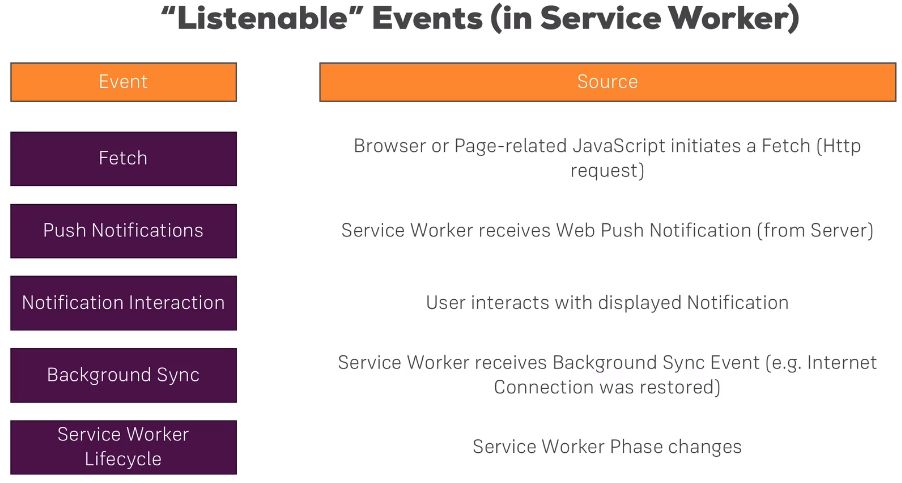 “Listenable” Events (in Service Worker)
Event
Source
Fetch
Browser or Page-related JavaScript initiates a Fetch (Http
request)
Push Notifications
Service Worker receives Web Push Notification (from Server)
Notification Interaction
User interacts with displayed Notification
Background Sync
Service Worker receives Background Sync Event (e.g. Internet
Connection was restored)
Service Worker
Lifecycle
Service Worker Phase changes